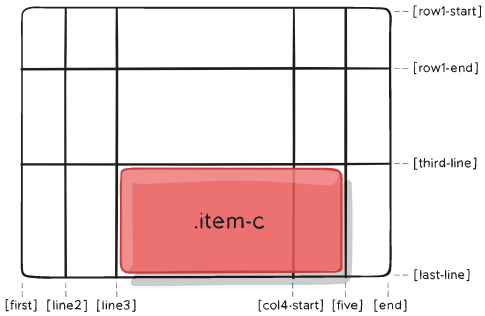 [row1-start]
[row1-end]
[third-line]
.item-c
[last-line]
[first] [line2] [line3] [col4-start] [five] [end]